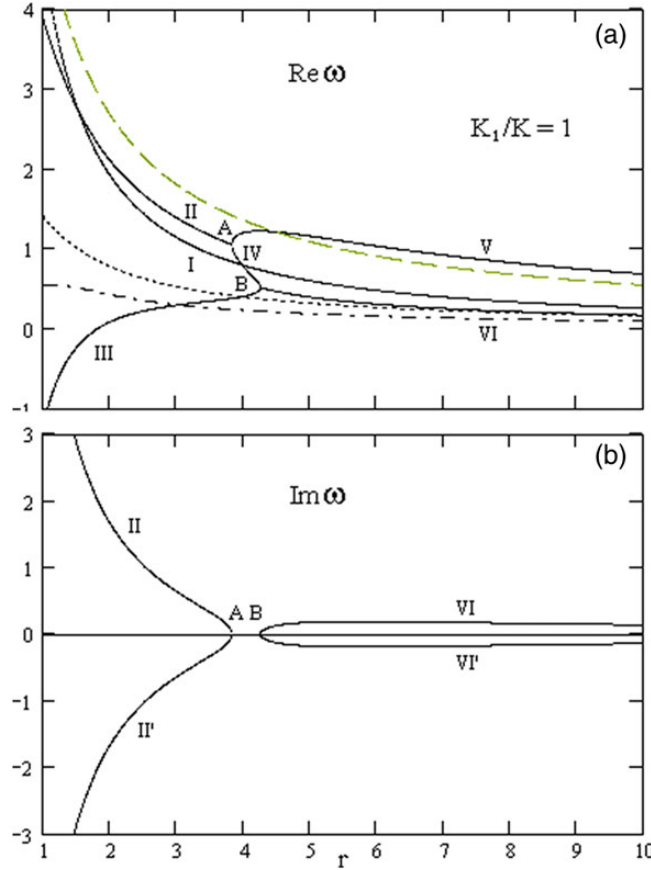 4
(a)
Re ω
3
K₁/K = 1
2
II
A
1
IV
V
I
B
0
VI
III
-1
3
(b)
Im ω
2
II
1
A B
VI
0
VI'
-1
II'
-2
-3
1 2 3 4 5 6 7 8 9 10
r